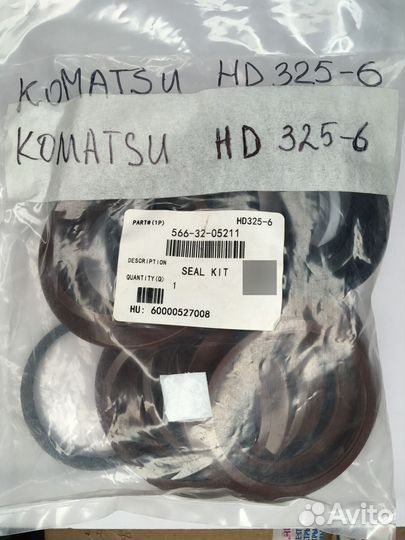 KOMATSU HD 325-6
KOMATSU HD 325-6
PART#(1P) HD325-6
566-32-05211
DESCRIPTION
SEAL KIT
QUANTITY(Q)
1
HU: 60000527008
Avito